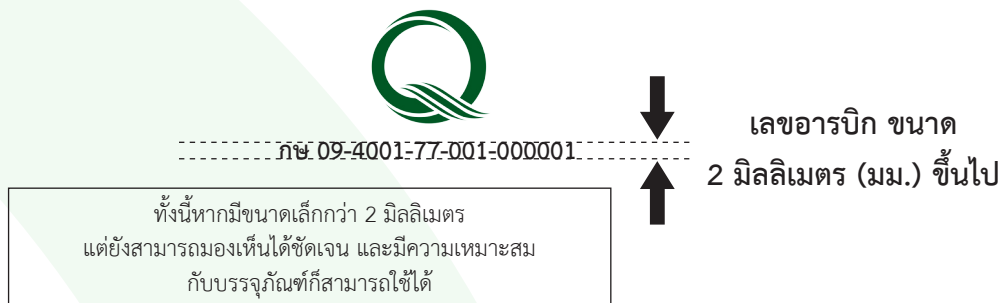 กษ 09-4001-77-001-000001
เลขอารบิก ขนาด
2 มิลลิเมตร (มม.) ขึ้นไป
ทั้งนี้หากมีขนาดเล็กกว่า 2 มิลลิเมตร
แต่ยังสามารถมองเห็นได้ชัดเจน และมีความเหมาะสม
กับบรรจุภัณฑ์ก็สามารถใช้ได้